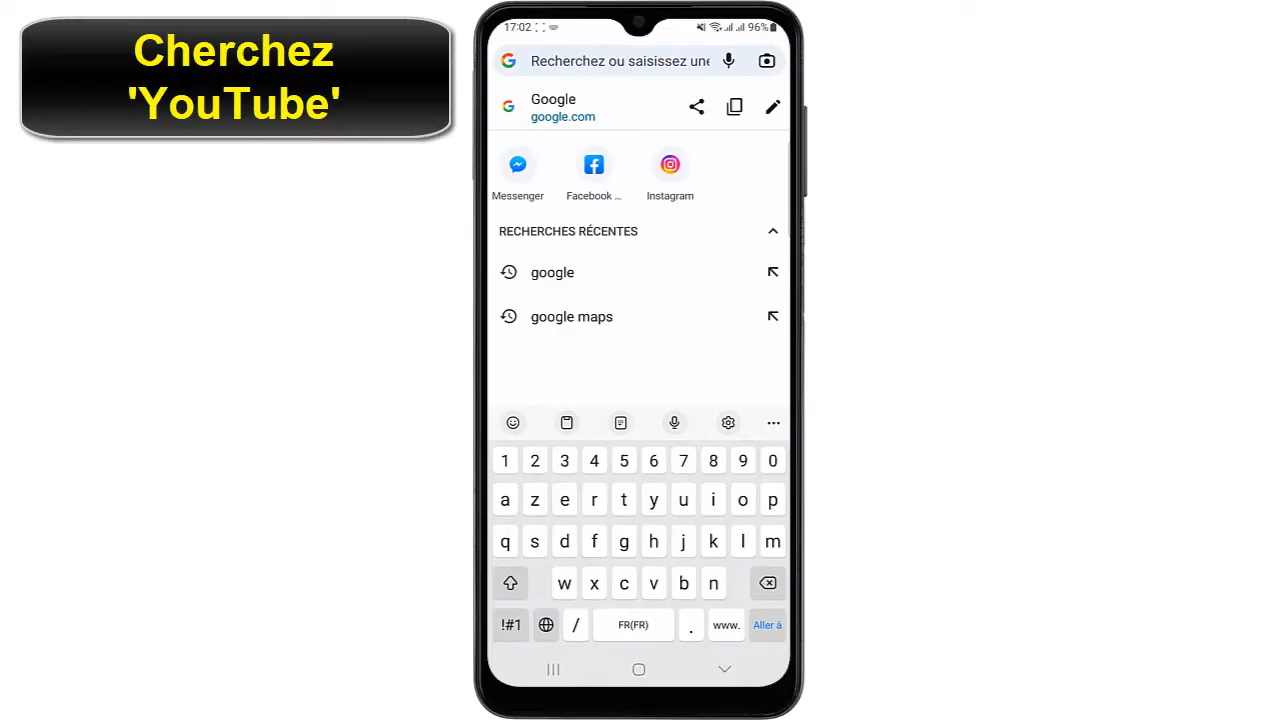 Cherchez
'YouTube'
17:02
96%
Recherchez ou saisissez une
Google
google.com
Messenger
Facebook ...
Instagram
RECHERCHES RÉCENTES
google
google maps
1 2 3 4 5 6 7 8 9 0
a z e r t y u i o p
q s d f g h j k l m
w x c v b n
!#1 / FR(FR) . www. Aller à